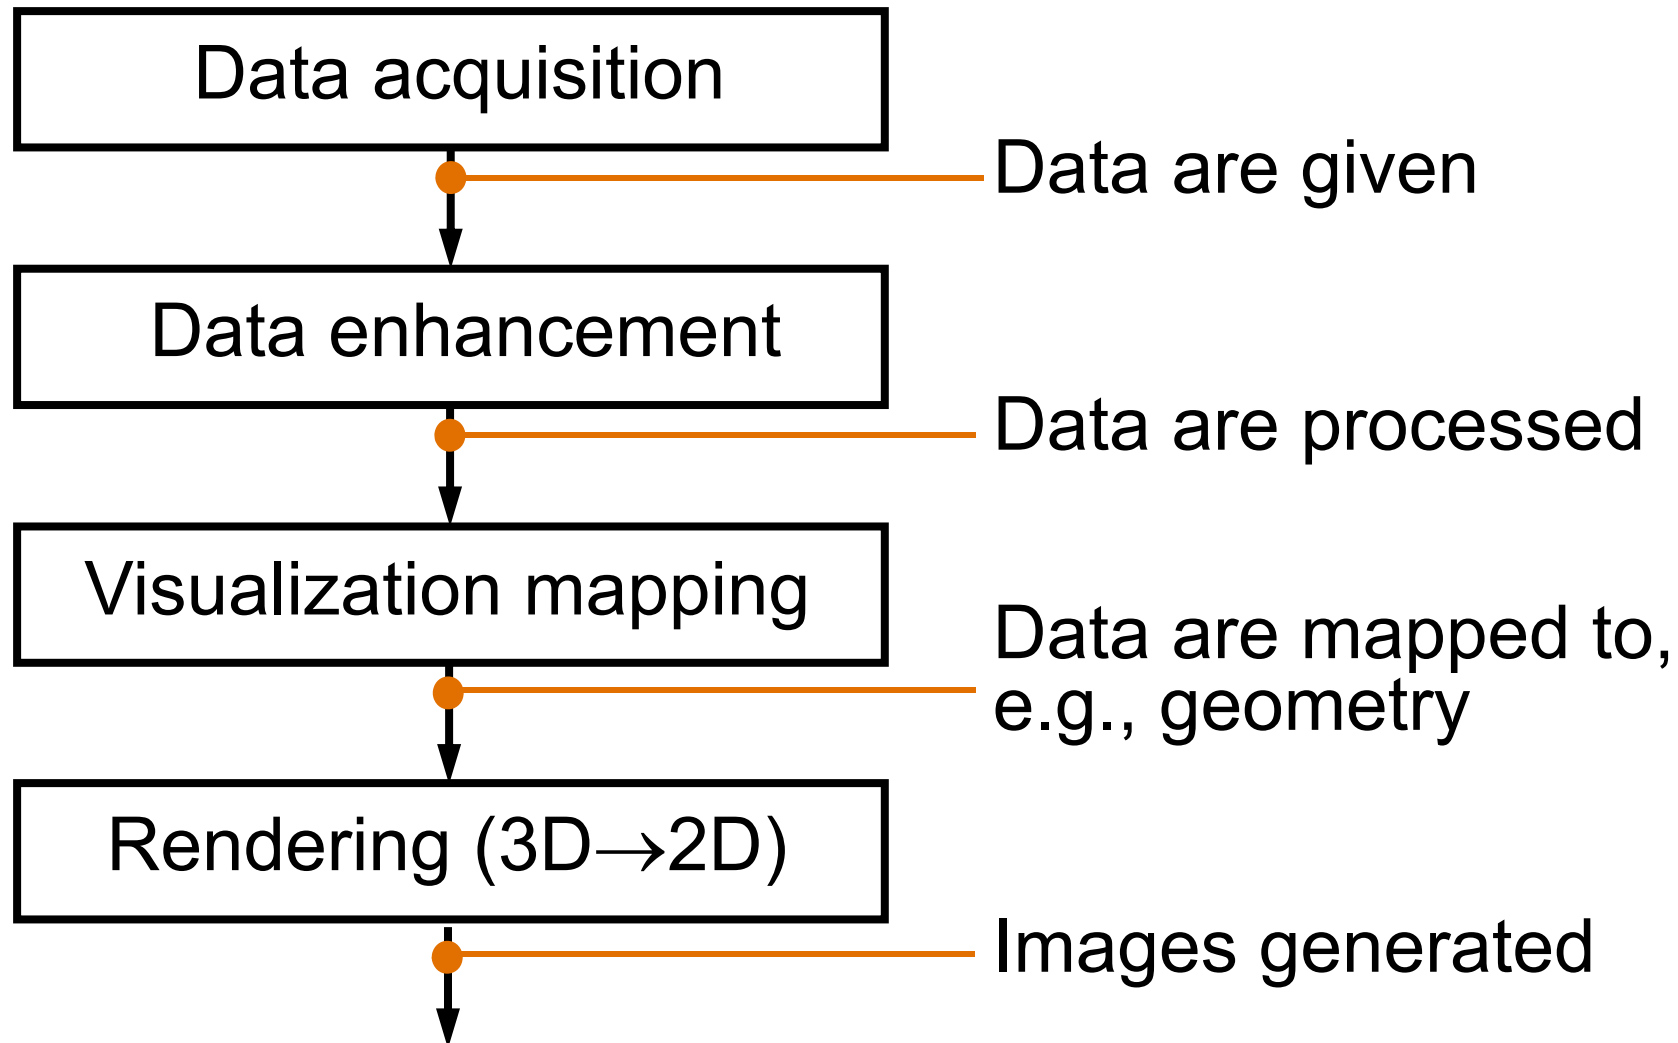 Data acquisition
Data are given
Data enhancement
Data are processed
Visualization mapping
Data are mapped to,
e.g., geometry
Rendering (3D→2D)
Images generated